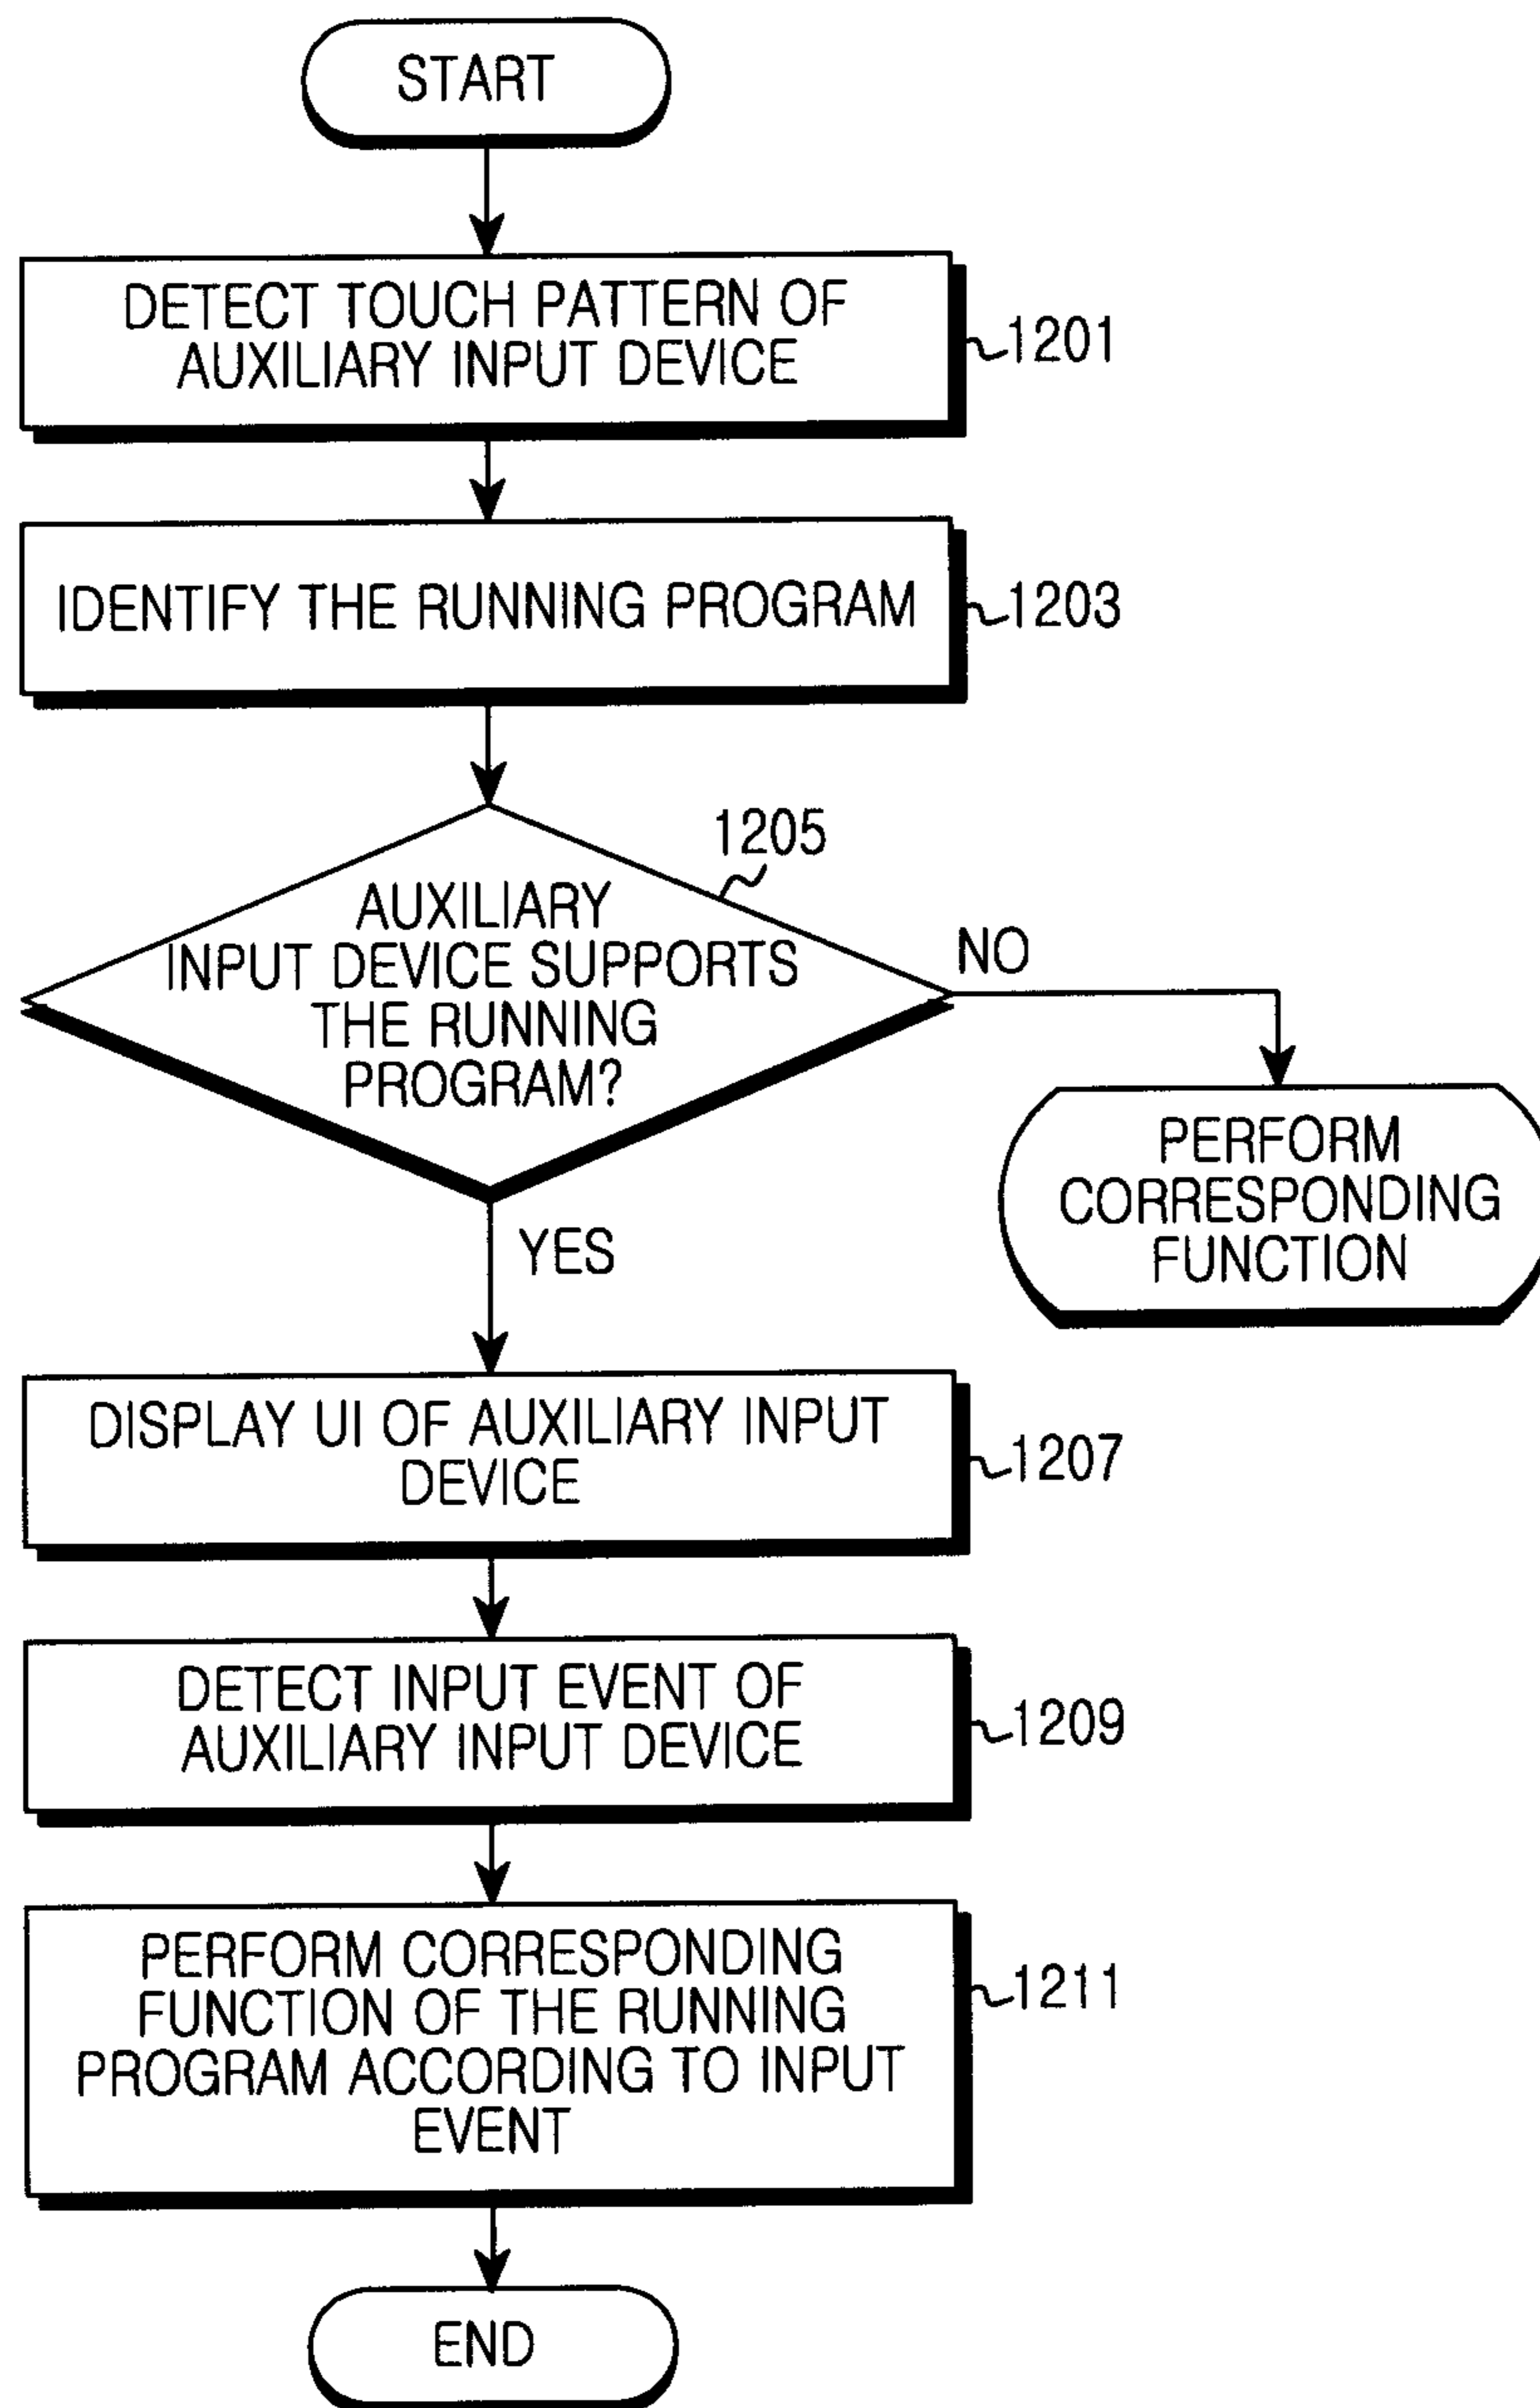 START
DETECT TOUCH PATTERN OF
AUXILIARY INPUT DEVICE
1201
IDENTIFY THE RUNNING PROGRAM
1203
1205
AUXILIARY
INPUT DEVICE SUPPORTS
THE RUNNING
PROGRAM?
NO
PERFORM
CORRESPONDING
FUNCTION
YES
DISPLAY UI OF AUXILIARY INPUT
DEVICE
1207
DETECT INPUT EVENT OF
AUXILIARY INPUT DEVICE
1209
PERFORM CORRESPONDING
FUNCTION OF THE RUNNING
PROGRAM ACCORDING TO INPUT
EVENT
1211
END